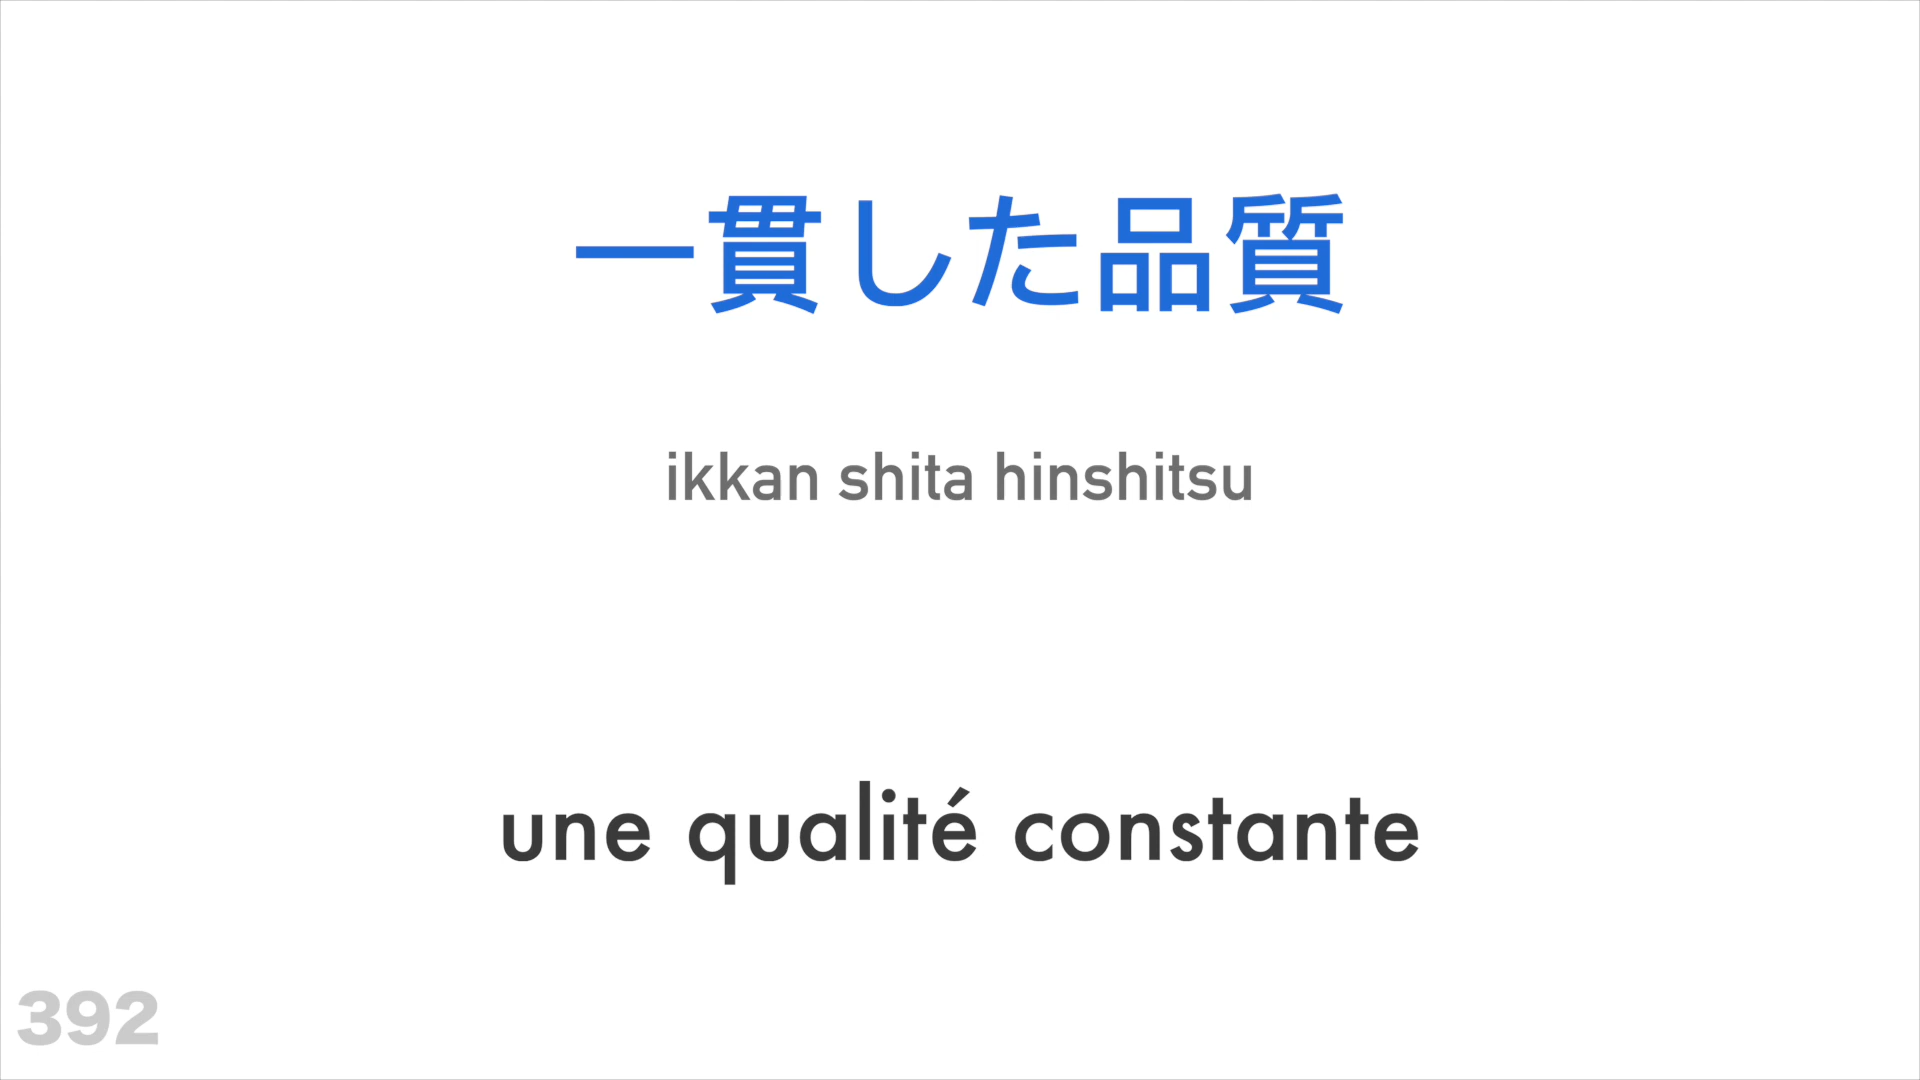 一貫した品質
ikkan shita hinshitsu
une qualité constante
392